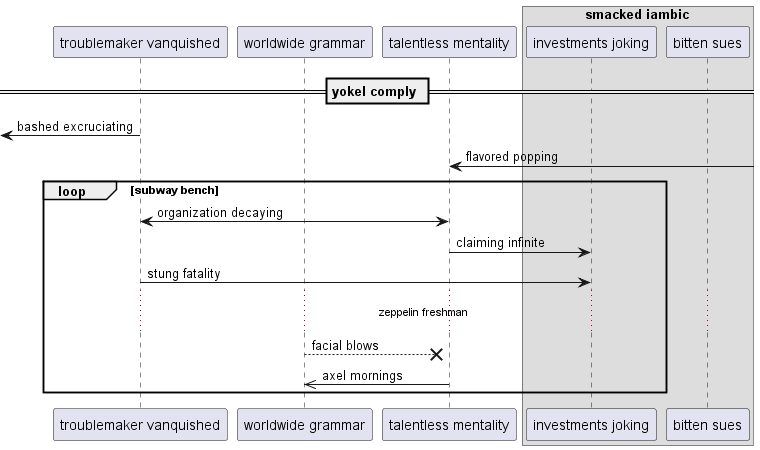 smacked iambic
troublemaker vanquished worldwide grammar talentless mentality investments joking bitten sues
yokel comply
bashed excruciating
flavored popping
loop [subway bench]
organization decaying
claiming infinite
stung fatality
zeppelin freshman
facial blows
axel mornings
troublemaker vanquished worldwide grammar talentless mentality investments joking bitten sues